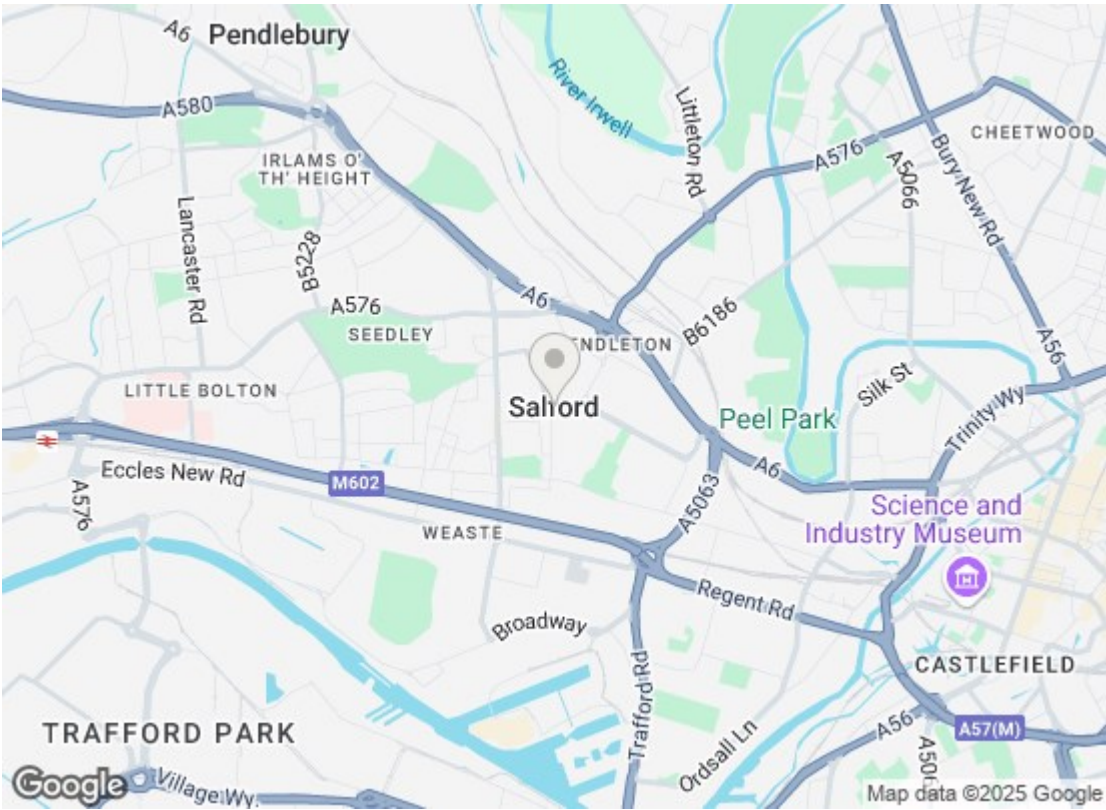 A6
Pendlebury
A580
River Irwell
Littleton Rd
CHEETWOOD
IRLAMS O'
TH' HEIGHT
A576
A5066
Bury New Rd
Lancaster Rd
B5228
A6
A576
SEEDLEY
B6186
ENDLETON
A56
LITTLE BOLTON
Salford
Silk St
Peel Park
Trinity Wy
Eccles New Rd
A6
M602
A576
A5063
Science and
Industry Museum
WEASTE
Regent Rd
Broadway
CASTLEFIELD
Trafford Rd
TRAFFORD PARK
Ordsall Ln
A56
A57(M)
Village Wy.
Google
Map data ©2025 Google